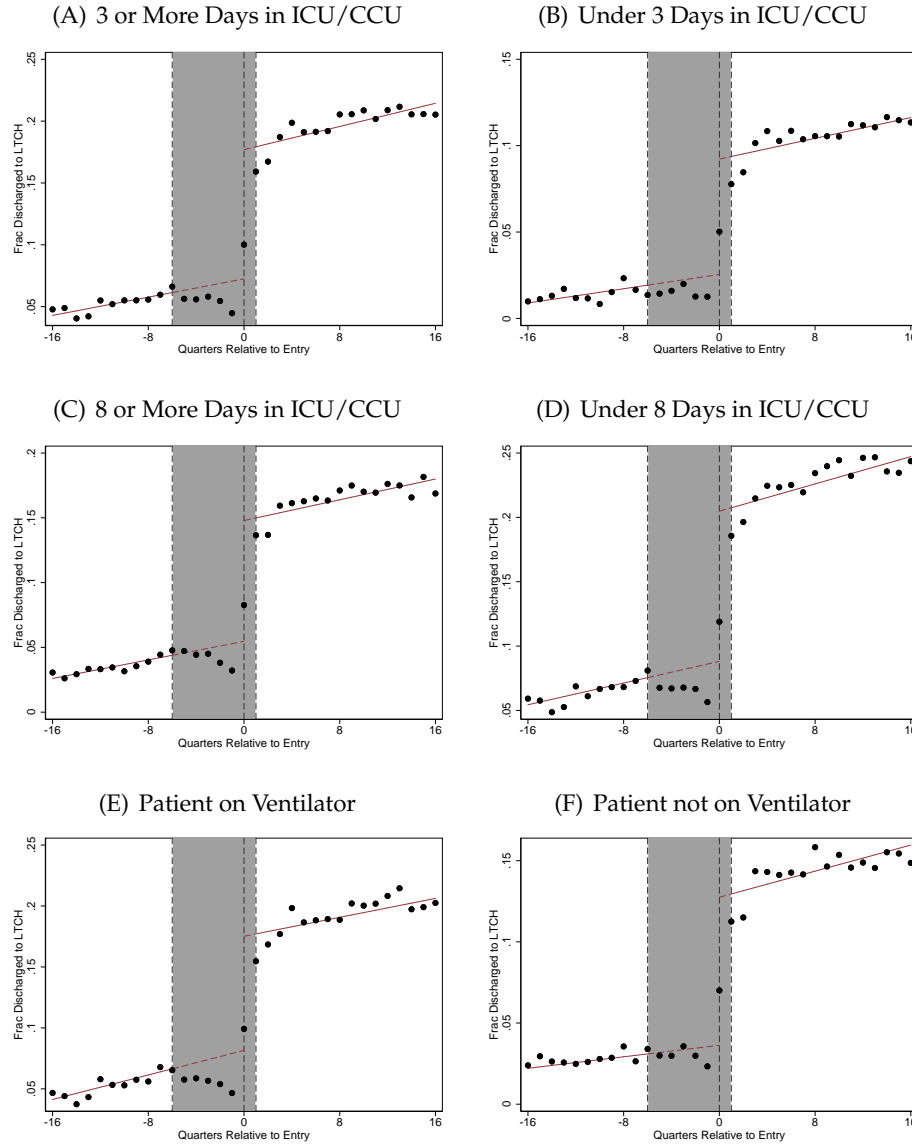 (A) 3 or More Days in ICU/CCU
Frac Discharged to LTCH
.05 .1 .15 .2 .25
-16 -8 0 8 16
Quarters Relative to Entry
(B) Under 3 Days in ICU/CCU
Frac Discharged to LTCH
0 .05 .1 .15
-16 -8 0 8 16
Quarters Relative to Entry
(C) 8 or More Days in ICU/CCU
Frac Discharged to LTCH
0 .05 .1 .15 .2
-16 -8 0 8 16
Quarters Relative to Entry
(D) Under 8 Days in ICU/CCU
Frac Discharged to LTCH
.05 .1 .15 .2 .25
-16 -8 0 8 16
Quarters Relative to Entry
(E) Patient on Ventilator
Frac Discharged to LTCH
.05 .1 .15 .2 .25
-16 -8 0 8 16
Quarters Relative to Entry
(F) Patient not on Ventilator
Frac Discharged to LTCH
0 .05 .1 .15
-16 -8 0 8 16
Quarters Relative to Entry